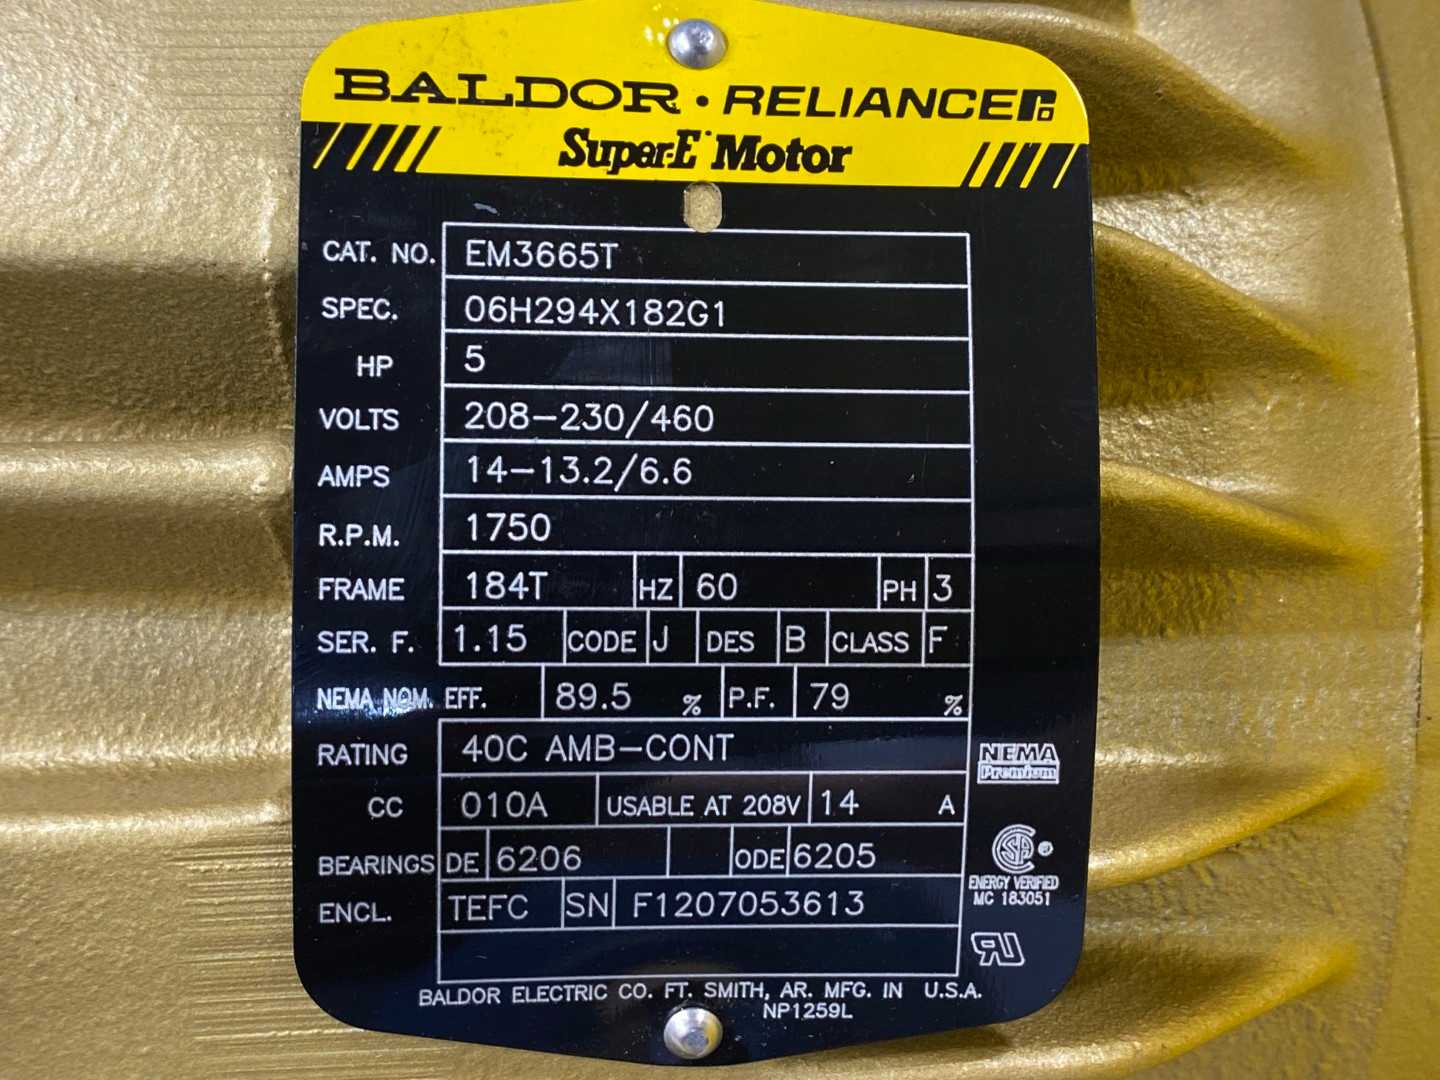 BALDOR · RELIANCE
Super-E Motor
CAT. NO. EM3665T
SPEC. 06H294X182G1
HP 5
VOLTS 208-230/460
AMPS 14-13.2/6.6
R.P.M. 1750
FRAME 184T HZ 60 PH 3
SER. F. 1.15 CODE J DES B CLASS F
NEMA NOM. EFF. 89.5 % P.F. 79 %
RATING 40C AMB-CONT
NEMA
Premium
CC 010A USABLE AT 208V 14 A
BEARINGS DE 6206 ODE 6205
ENERGY VERIFIED
MC 183051
ENCL. TEFC SN F1207053613
BALDOR ELECTRIC CO. FT. SMITH, AR. MFG. IN U.S.A.
NP1259L